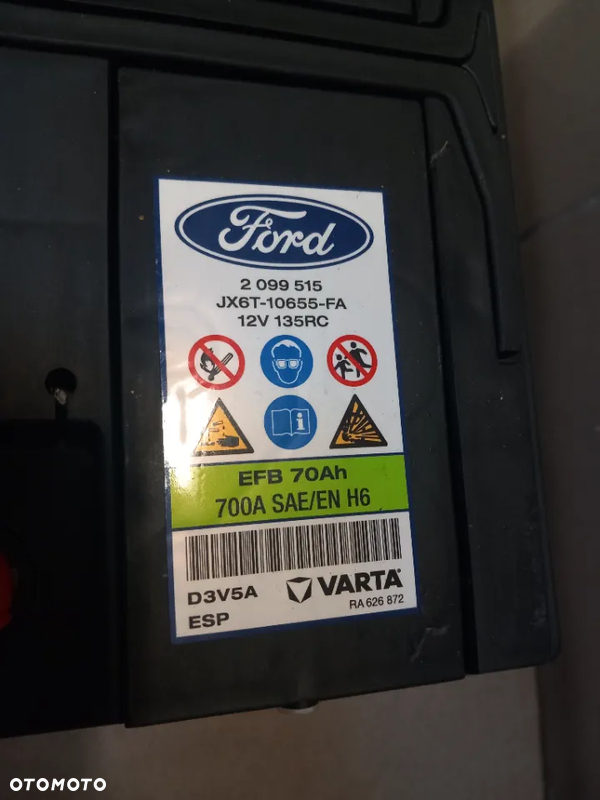 Ford
2 099 515
JX6T-10655-FA
12V 135RC
EFB 70Ah
700A SAE/EN H6
D3V5A
VARTA
RA 626 872
ESP
OTOMOTO